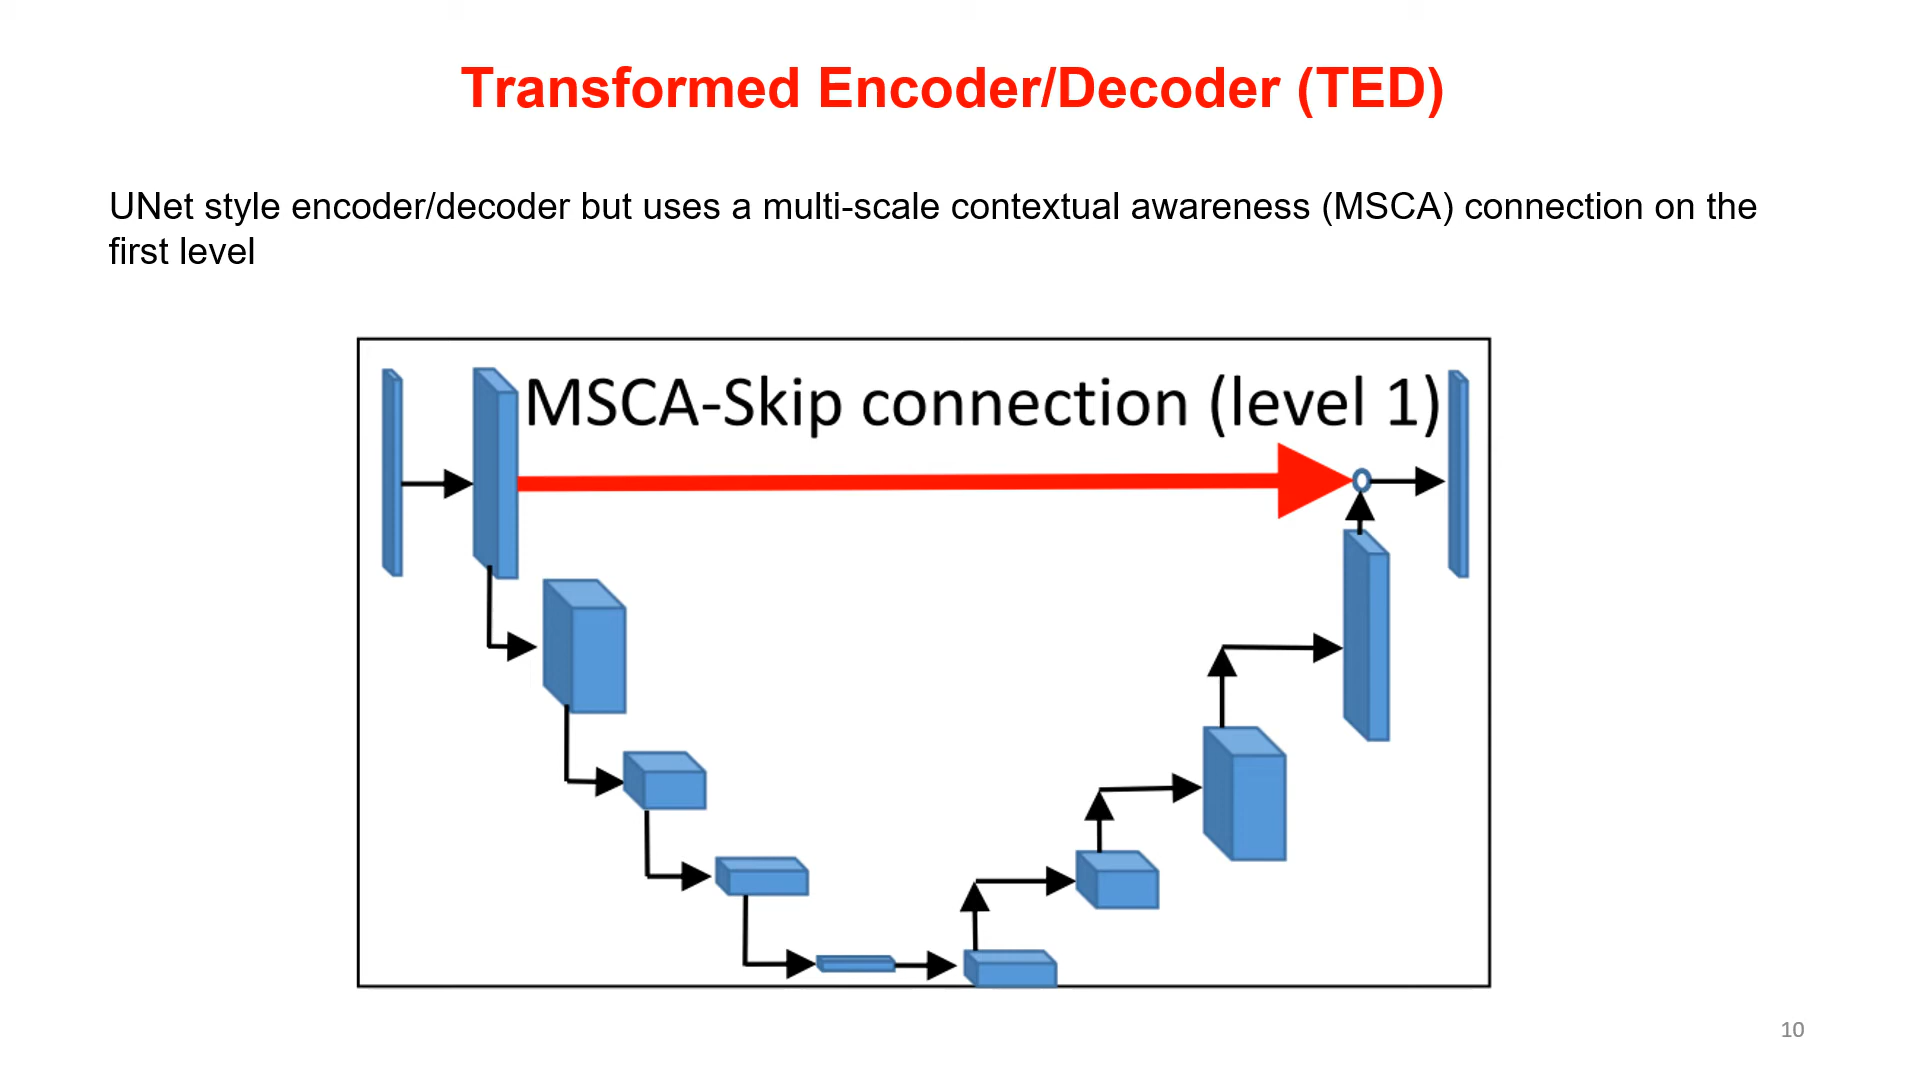 Transformed Encoder/Decoder (TED)
UNet style encoder/decoder but uses a multi-scale contextual awareness (MSCA) connection on the
first level
MSCA-Skip connection (level 1)
10